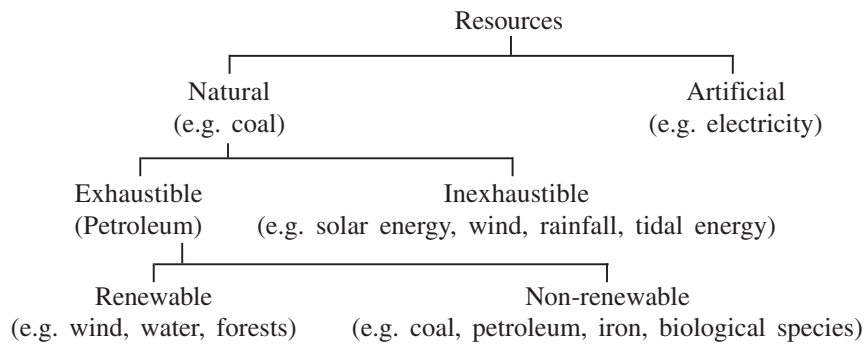 Resources
Natural Artificial
(e.g. coal) (e.g. electricity)
Exhaustible Inexhaustible
(Petroleum) (e.g. solar energy, wind, rainfall, tidal energy)
Renewable Non-renewable
(e.g. wind, water, forests) (e.g. coal, petroleum, iron, biological species)